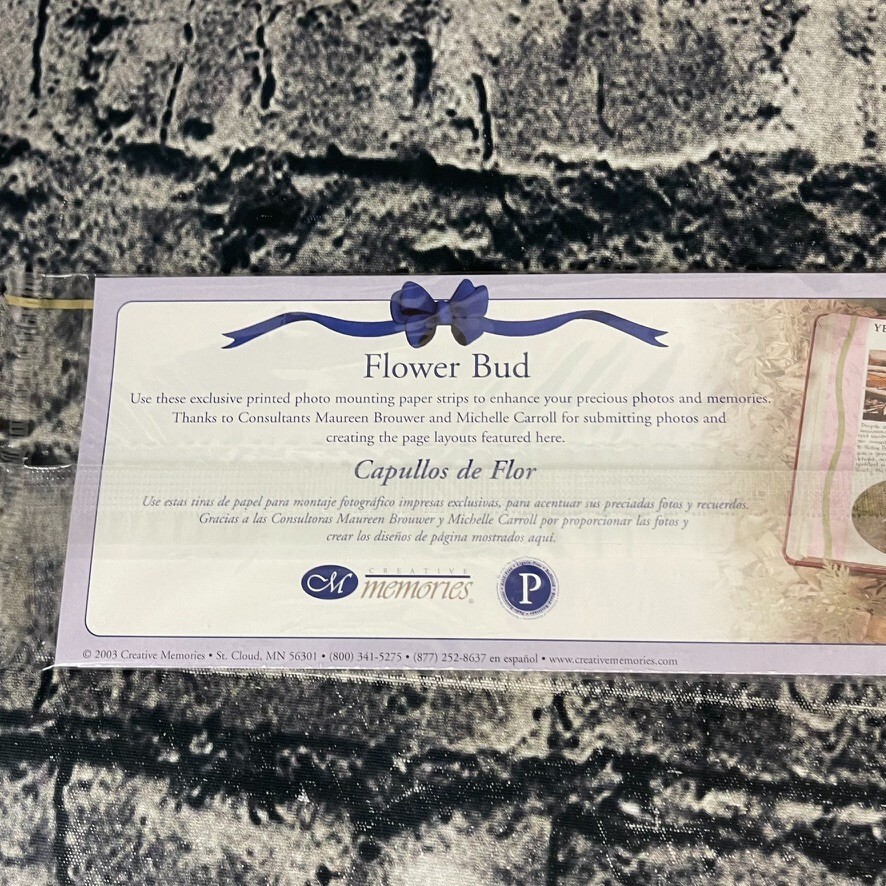 Flower Bud
Use these exclusive printed photo mounting paper strips to enhance your precious photos and memories.
Thanks to Consultants Maureen Brouwer and Michelle Carroll for submitting photos and
creating the page layouts featured here.
Capullos de Flor
Use estas tiras de papel para montaje fotográfico impresas exclusivas, para acentuar sus preciadas fotos y recuerdos.
Gracias a las Consultoras Maureen Brouwer y Michelle Carroll por proporcionar las fotos y
crear los diseños de página mostrados aquí.
CM CREATIVE
memories®
P
© 2003 Creative Memories • St. Cloud, MN 56301 • (800) 341-5275 • (877) 252-8637 en español • www.creativememories.com
YE